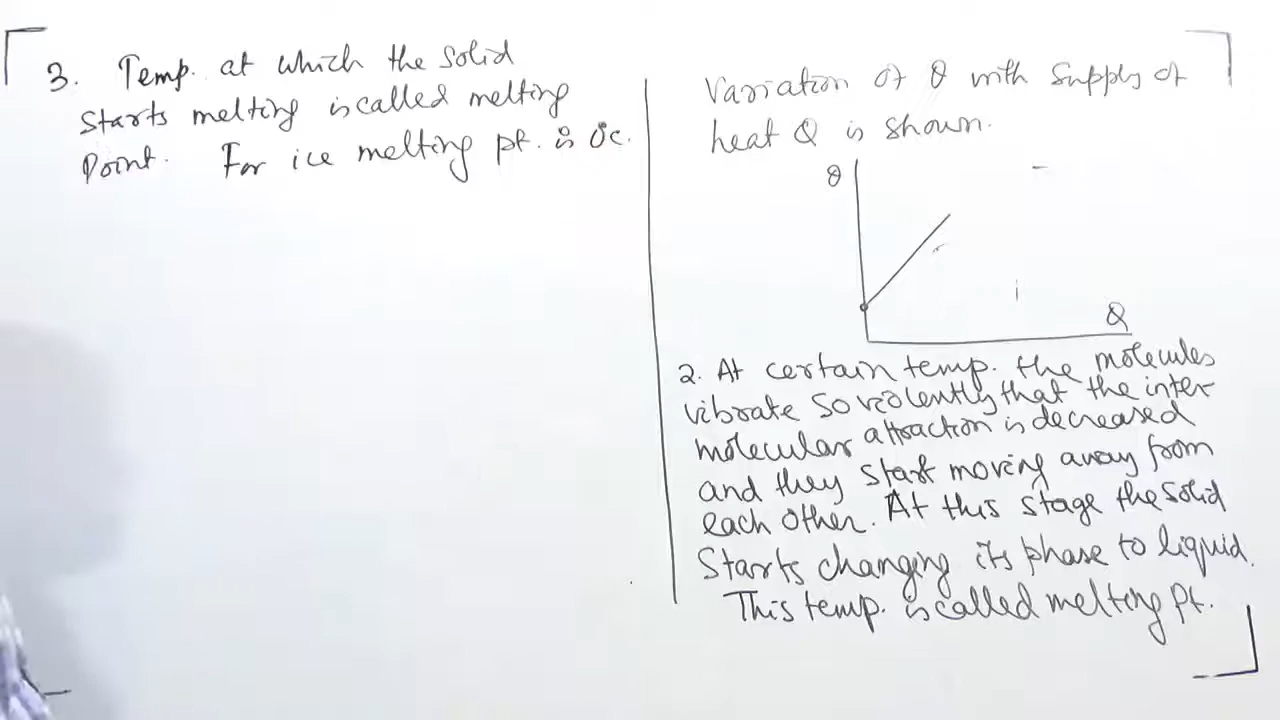 3. Temp. at which the solid
starts melting is called melting
point. For ice melting pt. is 0°c.
Variation of θ with supply of
heat Q is shown.
θ
Q
2. At certain temp. the molecules
vibrate so violently that the inter
molecular attraction is decreased
and they start moving away from
each other. At this stage the solid
starts changing its phase to liquid.
This temp. is called melting pt.